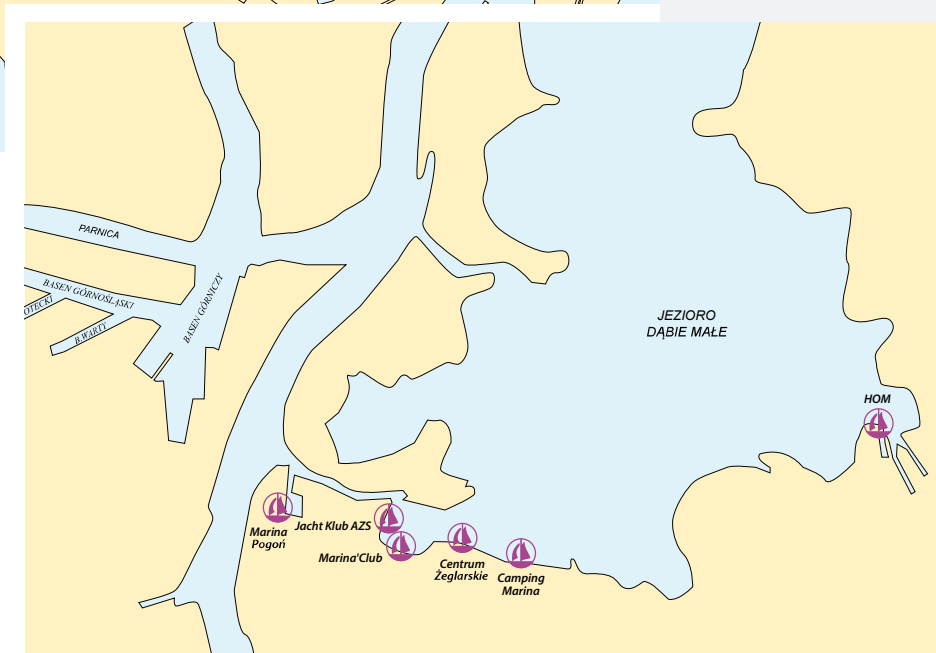 PARNICA
BASEN GÓRNOŚLĄSKI
OTECKI
B.WARTY
BASEN GÓRNICZY
JEZIORO
DĄBIE MAŁE
HOM
Marina
Pogoń
Jacht Klub AZS
Marina'Club
Centrum
Żeglarskie
Camping
Marina